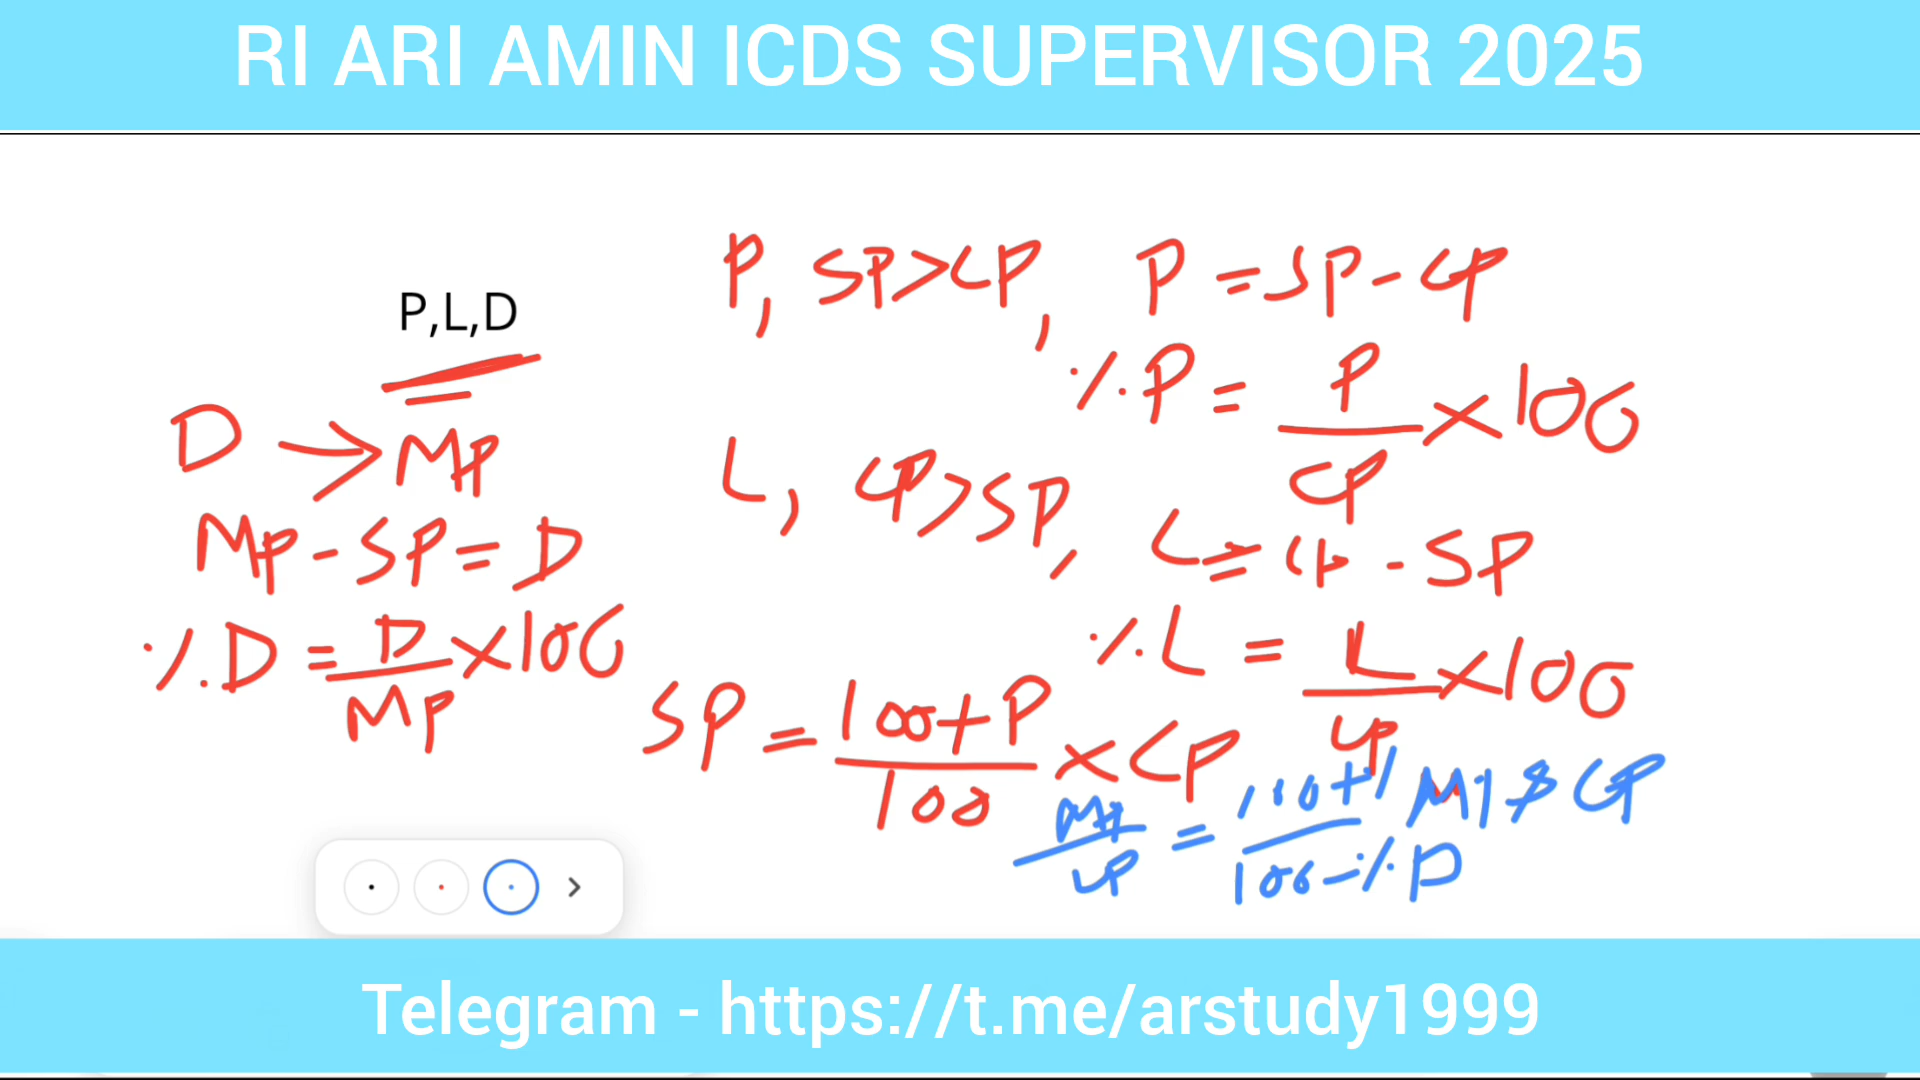 RI ARI AMIN ICDS SUPERVISOR 2025
P,L,D
D → MP
MP - SP = D
% D = D/MP × 100
P, SP > CP, P = SP - CP
% P = P/CP × 100
L, CP > SP, L = CP - SP
% L = L/CP × 100
SP = 100 + P/100 × CP
MP/CP = 100 +
100 - % D
CP
Telegram - https://t.me/arstudy1999